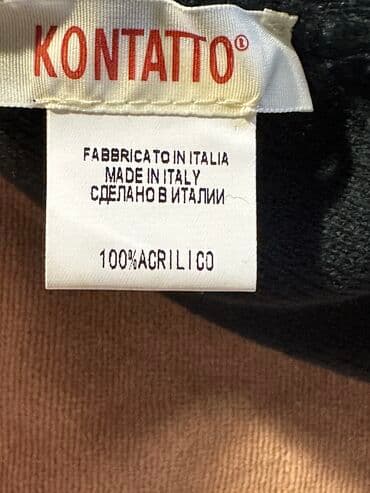 KONTATTO®
FABBRICATO IN ITALIA
MADE IN ITALY
СДЕЛАНО В ИТАЛИИ
100%ACRILICO